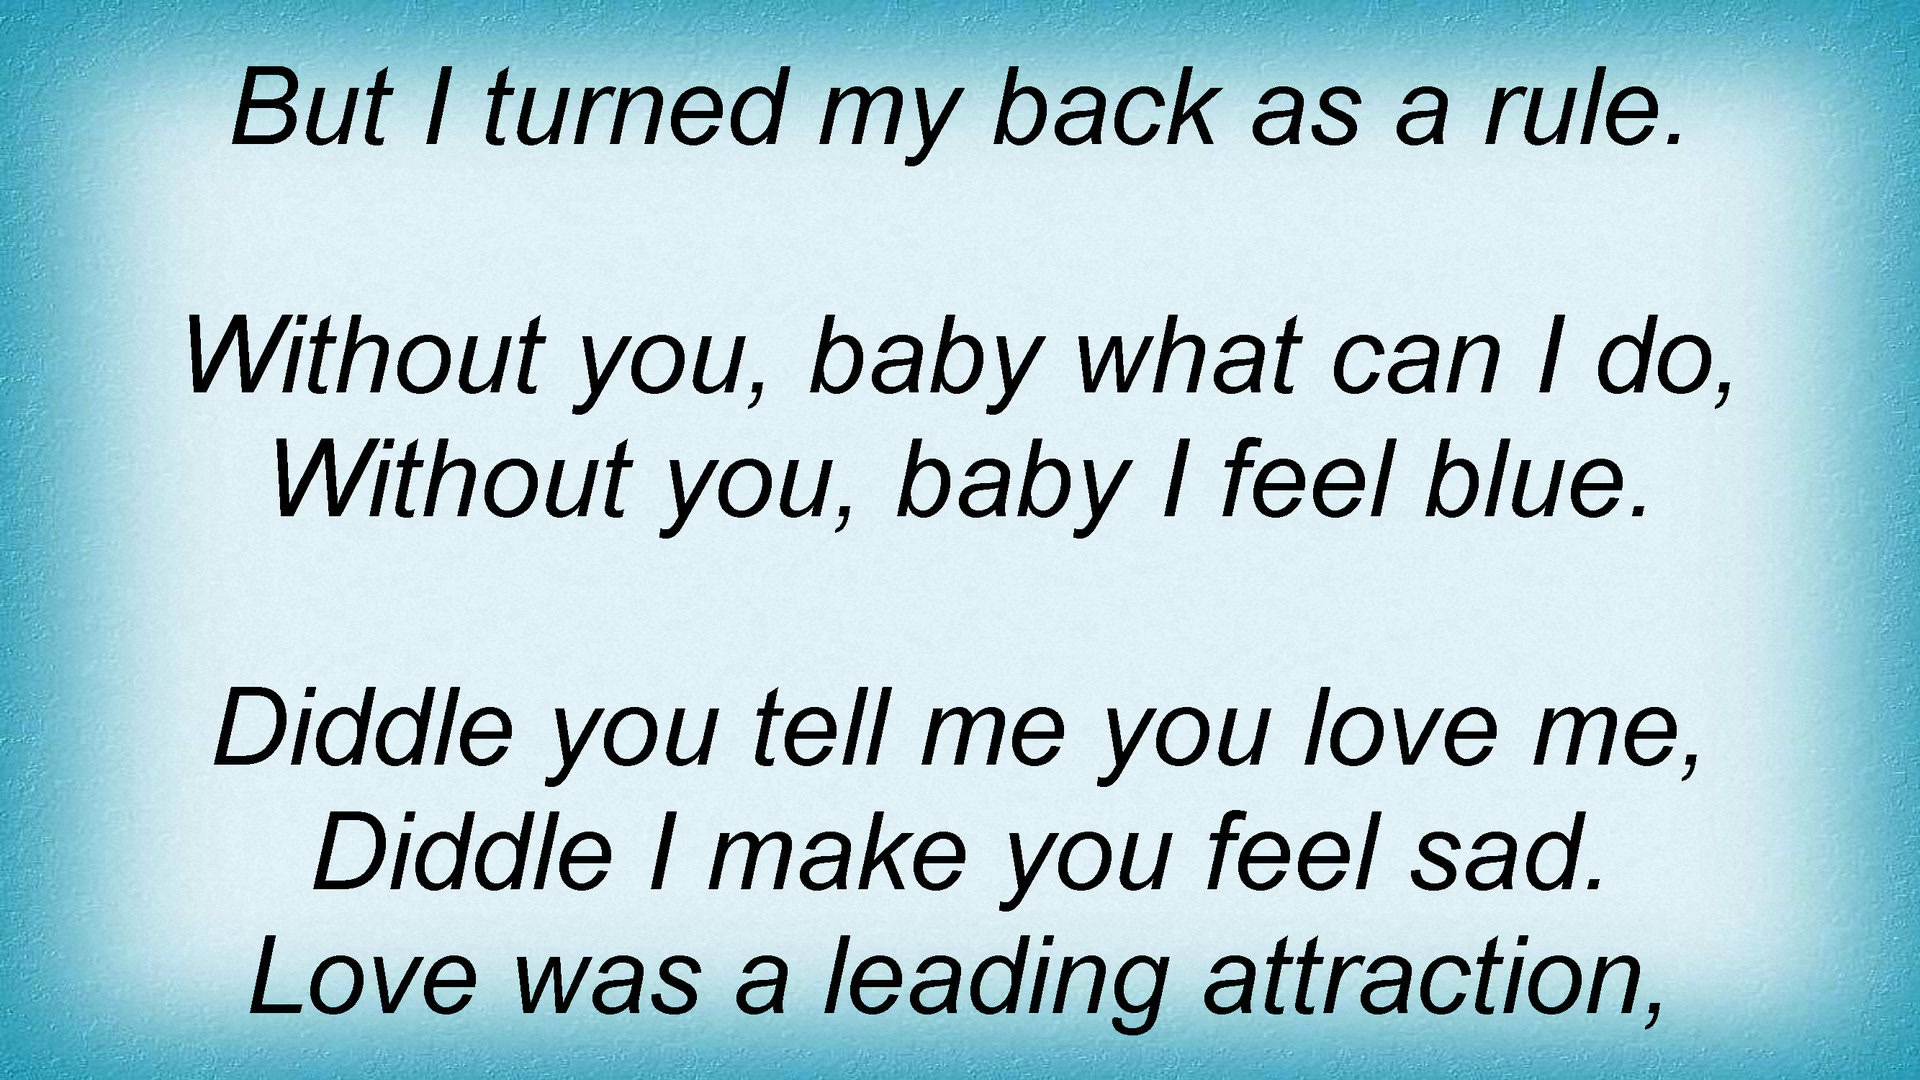 But I turned my back as a rule.
Without you, baby what can I do,
Without you, baby I feel blue.
Diddle you tell me you love me,
Diddle I make you feel sad.
Love was a leading attraction,